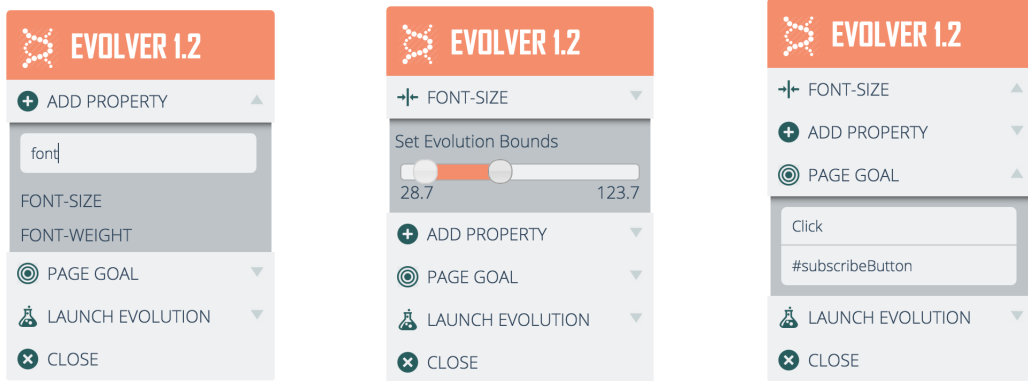 EVOLVER 1.2
ADD PROPERTY
font
FONT-SIZE
FONT-WEIGHT
PAGE GOAL
LAUNCH EVOLUTION
CLOSE
EVOLVER 1.2
FONT-SIZE
Set Evolution Bounds
28.7 123.7
ADD PROPERTY
PAGE GOAL
LAUNCH EVOLUTION
CLOSE
EVOLVER 1.2
FONT-SIZE
ADD PROPERTY
PAGE GOAL
Click
#subscribeButton
LAUNCH EVOLUTION
CLOSE